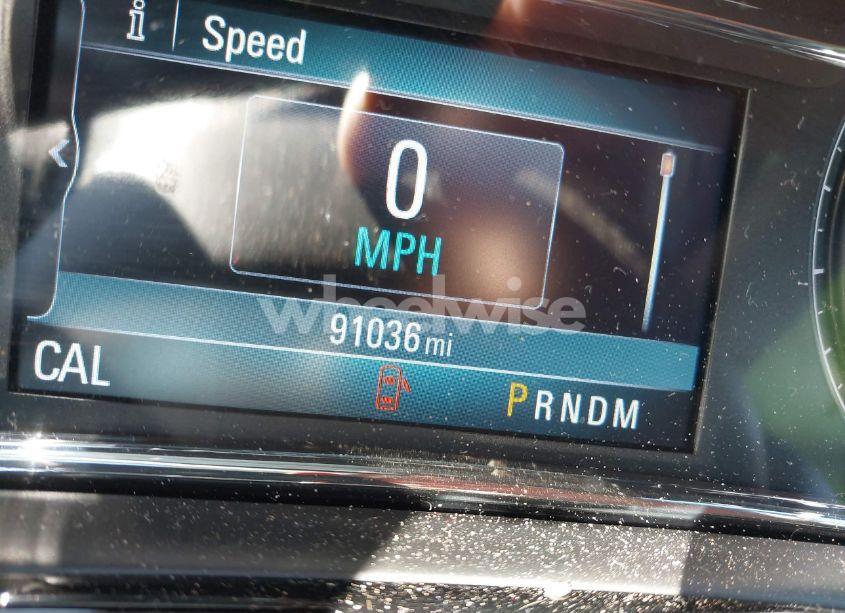 i Speed
0
MPH
wheelwise
91036 mi
CAL
PRNDM